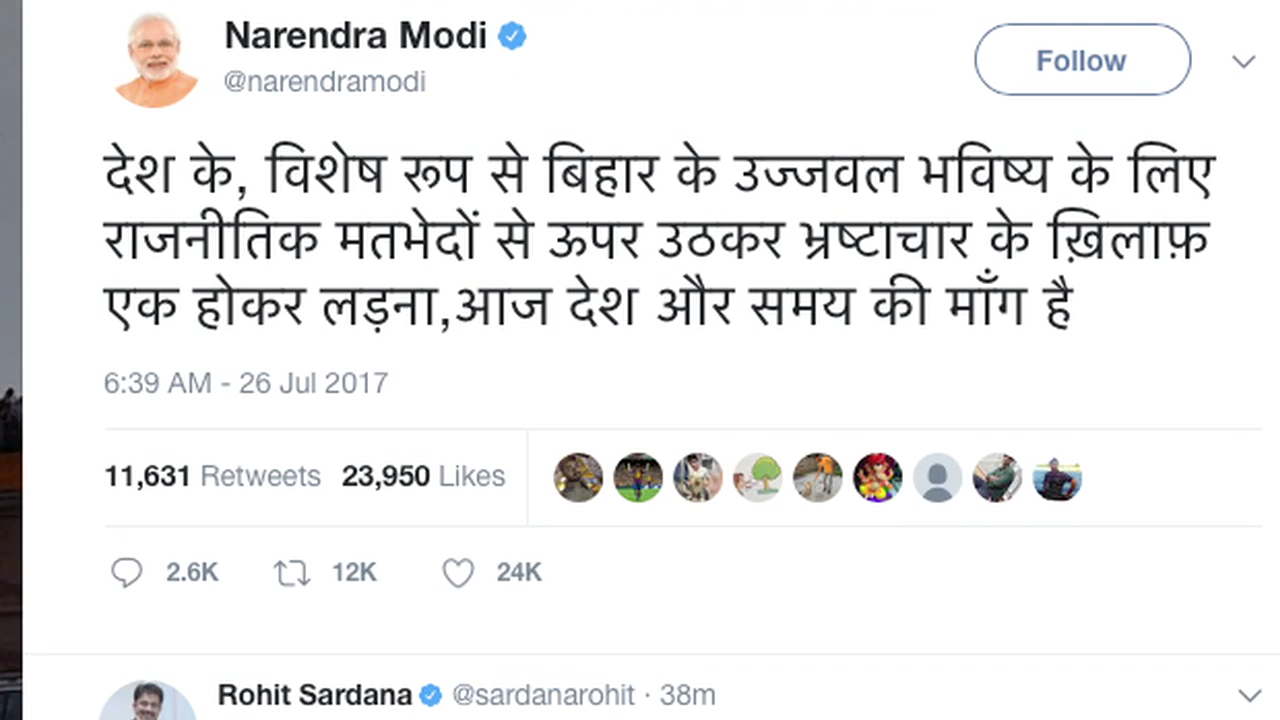 Narendra Modi
@narendramodi
Follow
देश के, विशेष रूप से बिहार के उज्जवल भविष्य के लिए
राजनीतिक मतभेदों से ऊपर उठकर भ्रष्टाचार के ख़िलाफ़
एक होकर लड़ना,आज देश और समय की माँग है
6:39 AM - 26 Jul 2017
11,631 Retweets 23,950 Likes
2.6K 12K 24K
Rohit Sardana @sardanarohit · 38m